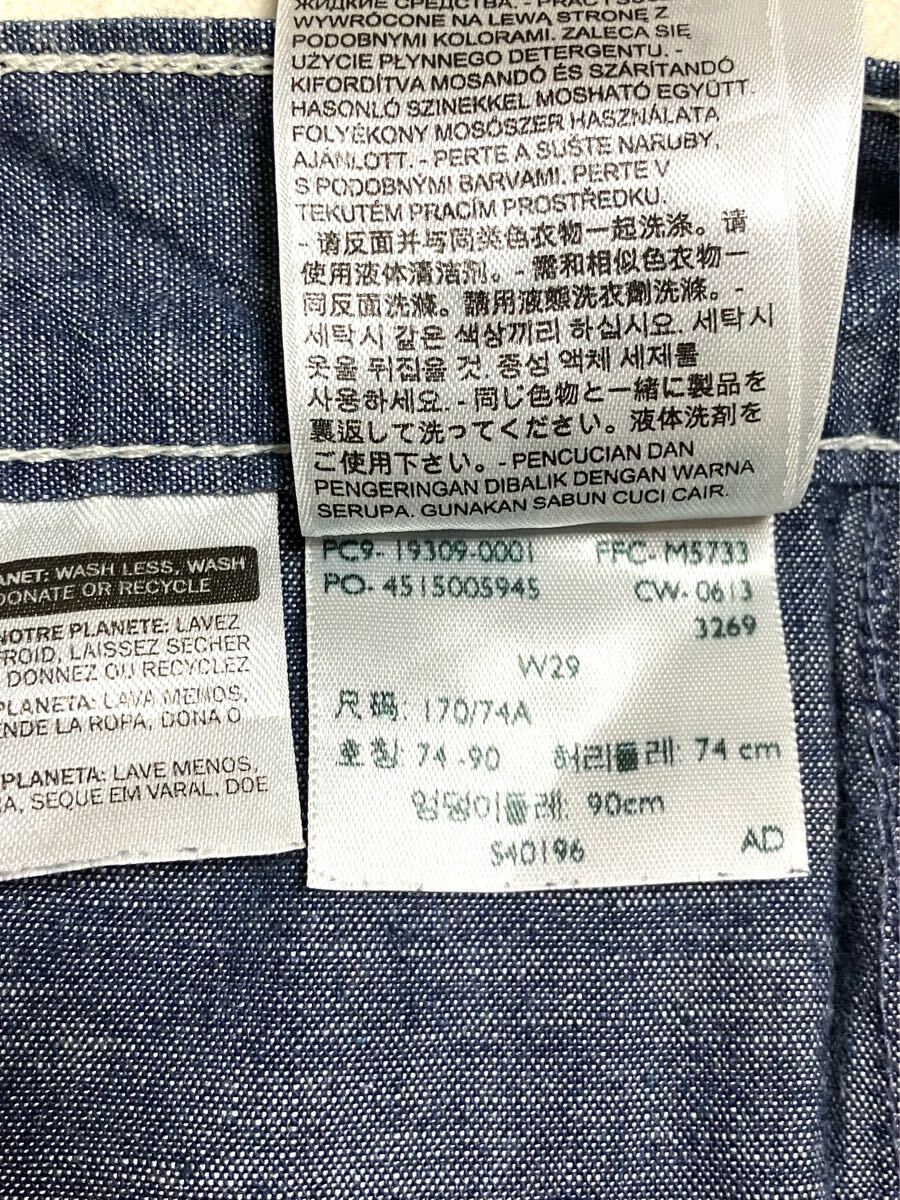 ЖИДКИЕ СРЕДСТВА. -
WYWRÓCONE NA LEWĄ STRONĘ Z
PODOBNYMI KOLORAMI. ZALECA SIĘ
UŻYCIE PŁYNNEGO DETERGENTU. -
KIFORDÍTVA MOSANDÓ ÉS SZÁRÍTANDÓ
HASONLÓ SZINEKKEL MOSHATÓ EGYÜTT.
FOLYÉKONY MOSÓSZER HASZNÁLATA
AJÁNLOTT. - PERTE A SUŠTE NARUBY,
S PODOBNÝMI BARVAMI. PERTE V
TEKUTÉM PRACÍM PROSTŘEDKU.
- 请反面并与同类色衣物一起洗涤。请
使用液体清洁剂。- 露和相似色衣物一
同反面洗滌。請用液態洗衣劑洗滌。-
세탁시 같은 색상끼리 하십시요. 세탁시
옷을 뒤집을 것. 중성 액체 세제를
사용하세요. - 同じ色物と一緒に製品を
裏返して洗ってください。液体洗剤を
ご使用下さい。- PENCUCIAN DAN
PENGERINGAN DIBALIK DENGAN WARNA
SERUPA. GUNAKAN SABUN CUCI CAIR.
ANET: WASH LESS, WASH
DONATE OR RECYCLE
NOTRE PLANETE: LAVEZ
FROID, LAISSEZ SECHER
DONNEZ OU RECYCLEZ
PLANETA: LAVA MENOS,
ENDE LA ROPA, DONA O
PLANETA: LAVE MENOS,
A, SEQUE EM VARAL, DOE
PC9- 19309-0001 FFC- M5733
PO- 4515005945 CW- 0613
3269
W29
尺码: 170/74A
호칭: 74 -90 허리둘레: 74 cm
엉덩이둘레: 90cm
S40196 AD